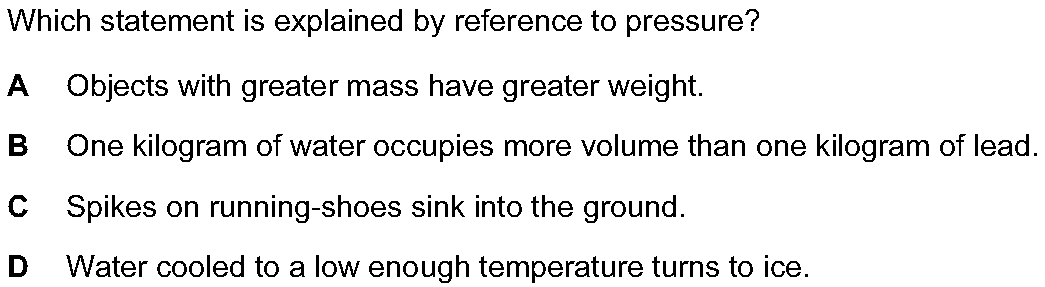 Which statement is explained by reference to pressure?
A Objects with greater mass have greater weight.
B One kilogram of water occupies more volume than one kilogram of lead.
C Spikes on running-shoes sink into the ground.
D Water cooled to a low enough temperature turns to ice.